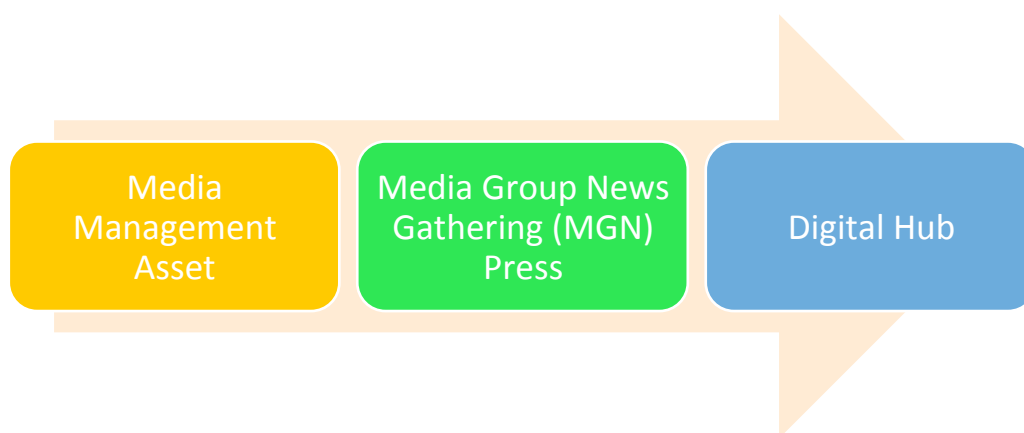 Media
Management
Asset
Media Group News
Gathering (MGN)
Press
Digital Hub